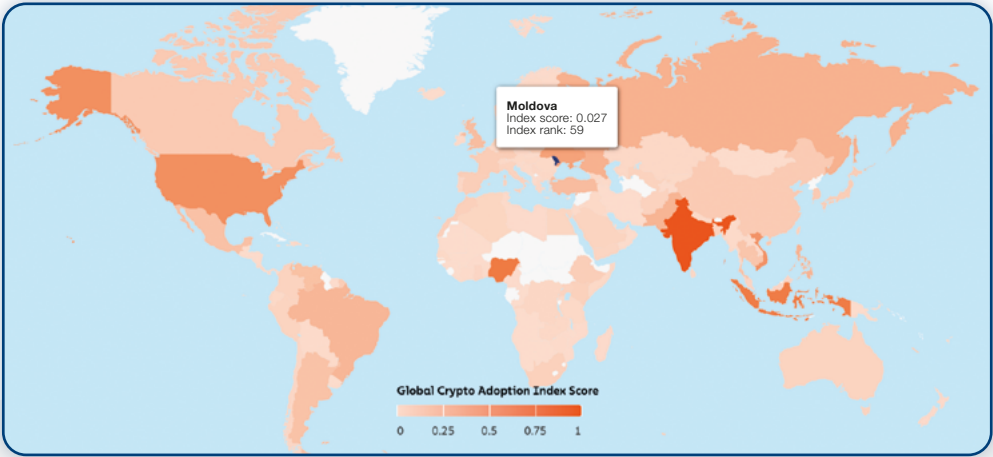 Moldova
Index score: 0.027
Index rank: 59
Global Crypto Adoption Index Score
0 0.25 0.5 0.75 1